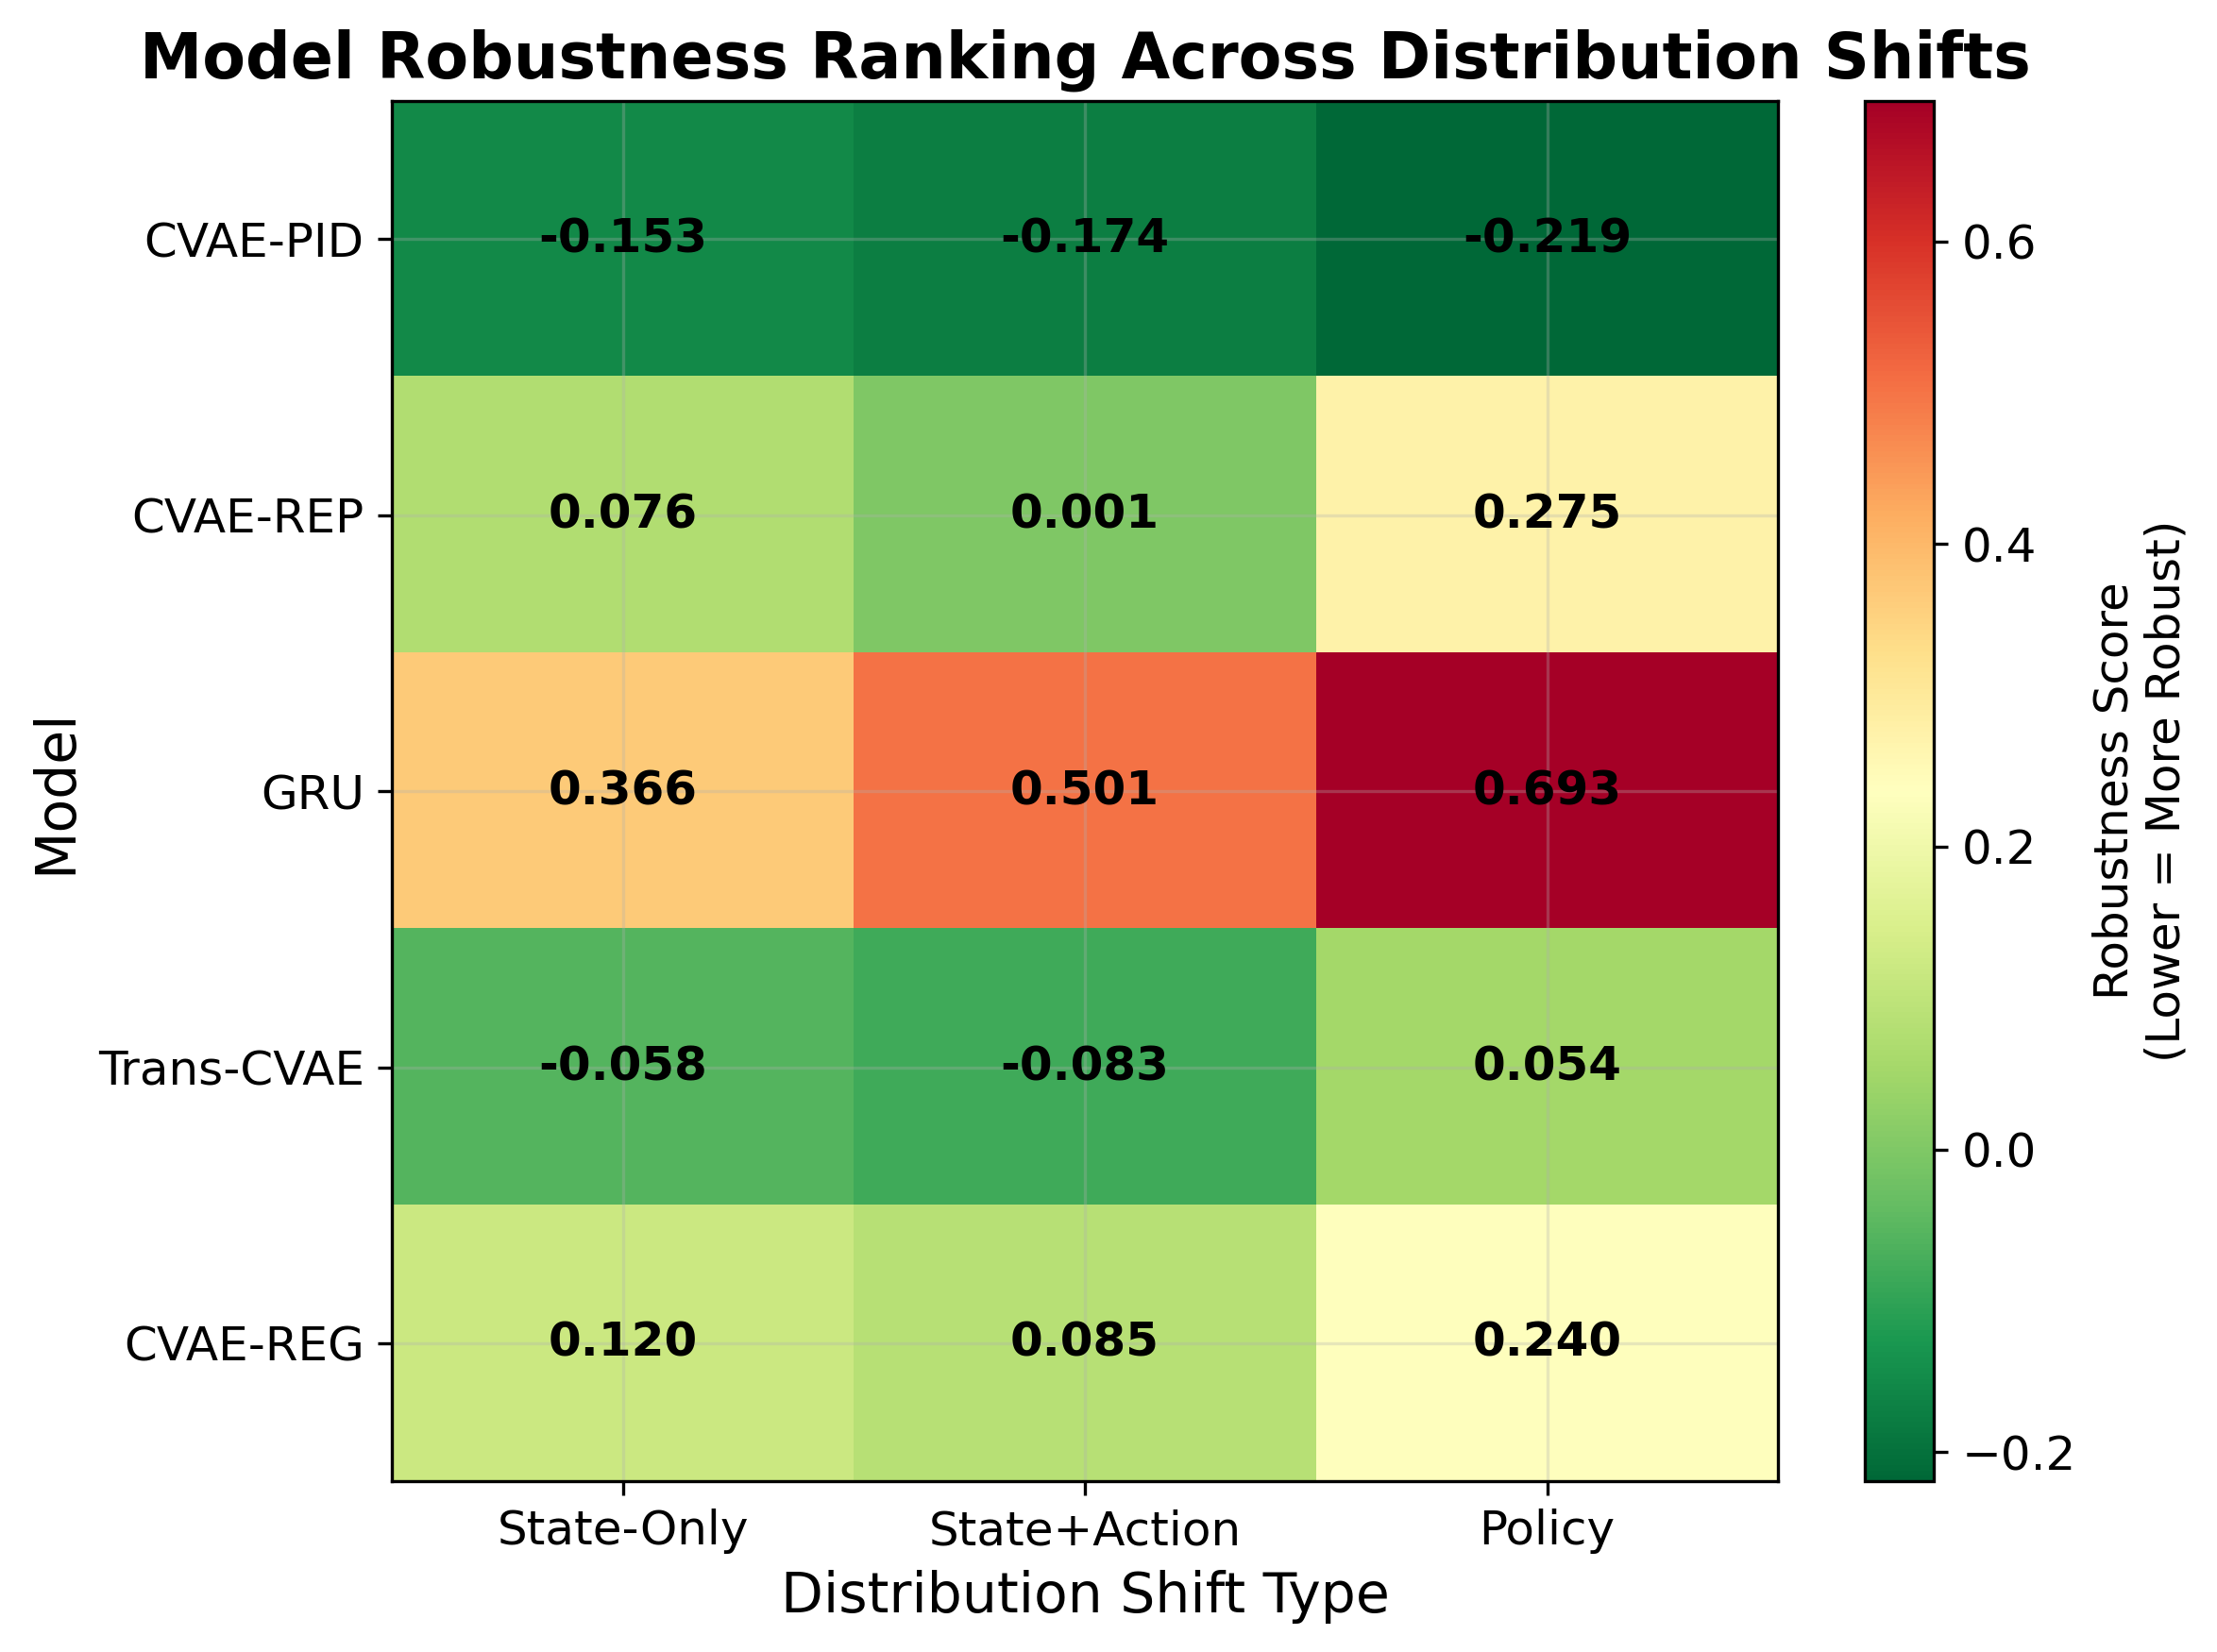 Model Robustness Ranking Across Distribution Shifts
Model
CVAE-PID
-0.153
-0.174
-0.219
CVAE-REP
0.076
0.001
0.275
GRU
0.366
0.501
0.693
Trans-CVAE
-0.058
-0.083
0.054
CVAE-REG
0.120
0.085
0.240
State-Only
State+Action
Policy
Distribution Shift Type
0.6
0.4
0.2
0.0
−0.2
Robustness Score
(Lower = More Robust)